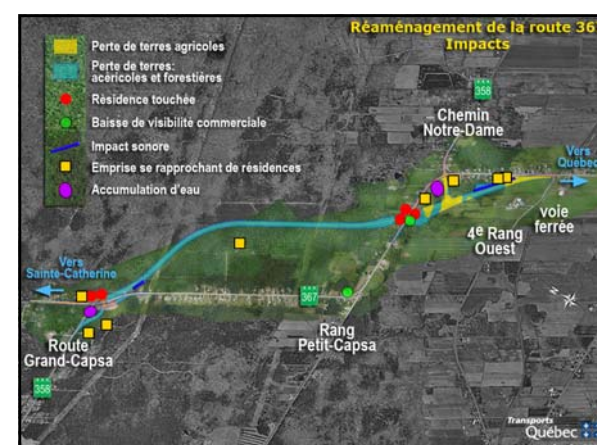 Réaménagement de la route 367
Impacts
Perte de terres agricoles
Perte de terres:
acéricoles et forestières
Résidence touchée
Baisse de visibilité commerciale
Impact sonore
Emprise se rapprochant de résidences
Accumulation d'eau
358
Chemin
Notre-Dame
Vers
Québec
voie
ferrée
4e Rang
Ouest
Vers
Sainte-Catherine
367
Rang
Petit-Capsa
Route
Grand-Capsa
358
Transports
Québec